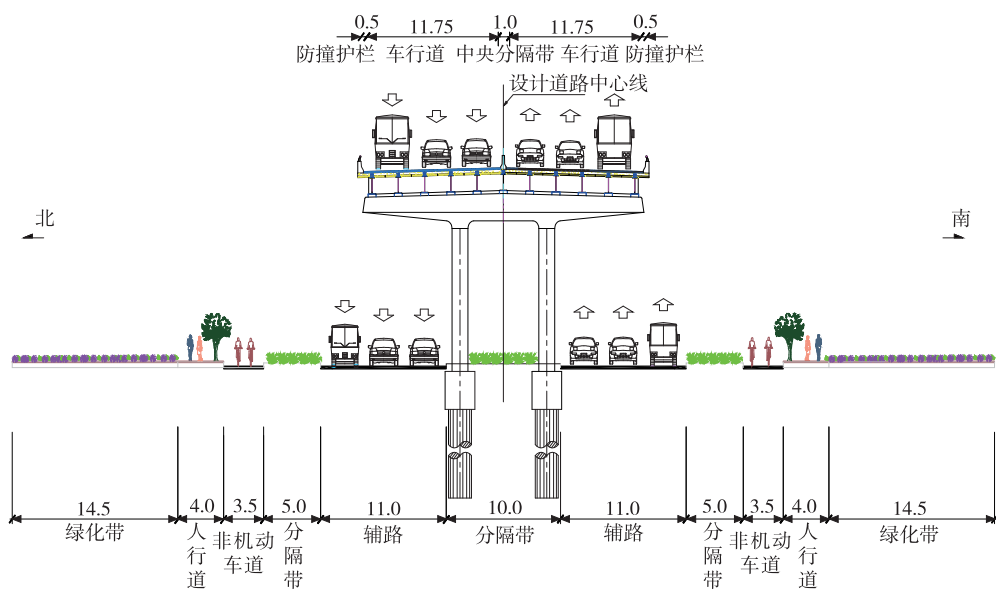 0.5 11.75 1.0 11.75 0.5
防撞护栏 车行道 中央分隔带 车行道 防撞护栏
设计道路中心线
北
南
14.5 4.0 3.5 5.0 11.0 10.0 11.0 5.0 3.5 4.0 14.5
绿化带
人行道
非机动
车道
分隔带
辅路
分隔带
辅路
分隔带
非机动
车道
人行道
绿化带